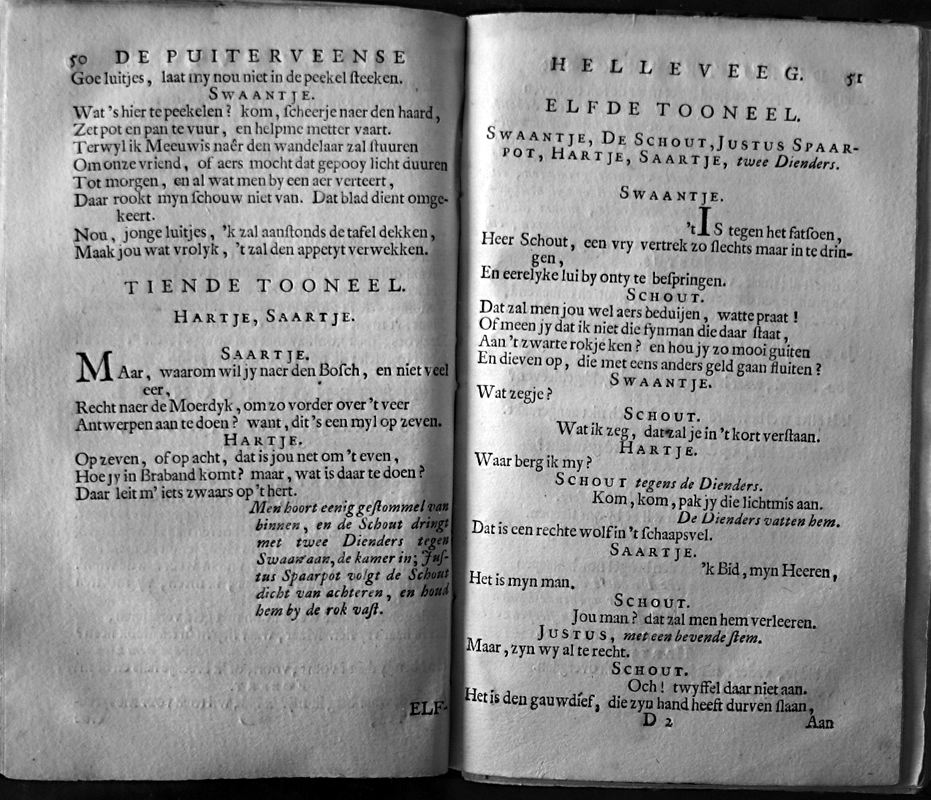 50 DE PUITERVEENSE
Goe luitjes, laat my nou niet in de peekel ſteeken.
SWAANTJE.
Wat 's hier te peekelen? kom, ſcheerje naer den haard,
Zet pot en pan te vuur, en helpme metter vaart.
Terwyl ik Meeuwis naêr den wandelaar zal ſtuuren
Om onze vriend, of aers mocht dat gepooy licht duuren
Tot morgen, en al wat men by een aer verteert,
Daar rookt myn ſchouw niet van. Dat blad dient omge-
keert.
Nou, jonge luitjes, 'k zal aanſtonds de tafel dekken,
Maak jou wat vrolyk, 't zal den appetyt verwekken.
TIENDE TOONEEL.
HARTJE, SAARTJE.
SAARTJE.
MAar, waarom wil jy naer den Boſch, en niet veel
eer,
Recht naer de Moerdyk, om zo vorder over 't veer
Antwerpen aan te doen? want, dit 's een myl op zeven.
HARTJE.
Op zeven, of op acht, dat is jou net om 't even,
Hoe jy in Braband komt? maar, wat is daar te doen?
Daar leit m' iets zwaars op 't hert.
Men hoort eenig geſtommel van
binnen, en de Schout dringt
met twee Dienders tegen
Swaan aan, de kamer in; Juſ-
tus Spaarpot volgt de Schout
dicht van achteren, en houd
hem by de rok vaſt.
ELF-
HELLEVEEG. 51
ELFDE TOONEEL.
SWAANTJE, DE SCHOUT, JUSTUS SPAAR-
POT, HARTJE, SAARTJE, twee Dienders.
SWAANTJE.
't IS tegen het fatſoen,
Heer Schout, een vry vertrek zo ſlechts maar in te drin-
gen,
En eerelyke lui by onty te beſpringen.
SCHOUT.
Dat zal men jou wel aers beduijen, watte praat!
Of meen jy dat ik niet die fynman die daar ſtaat,
Aan 't zwarte rokje ken? en hou jy zo mooi guiten
En dieven op, die met eens anders geld gaan fluiten?
SWAANTJE.
Wat zegje?
SCHOUT.
Wat ik zeg, dat zal je in 't kort verſtaan.
HARTJE.
Waar berg ik my?
SCHOUT tegens de Dienders.
Kom, kom, pak jy die lichtmis aan.
De Dienders vatten hem.
Dat is een rechte wolf in 't ſchaapsvel.
SAARTJE.
'k Bid, myn Heeren,
Het is myn man.
SCHOUT.
Jou man? dat zal men hem verleeren.
JUSTUS, met een bevende ſtem.
Maar, zyn wy al te recht.
SCHOUT.
Och! twyffel daar niet aan.
Het is den gauwdief, die zyn hand heeft durven ſlaan,
D 2 Aan